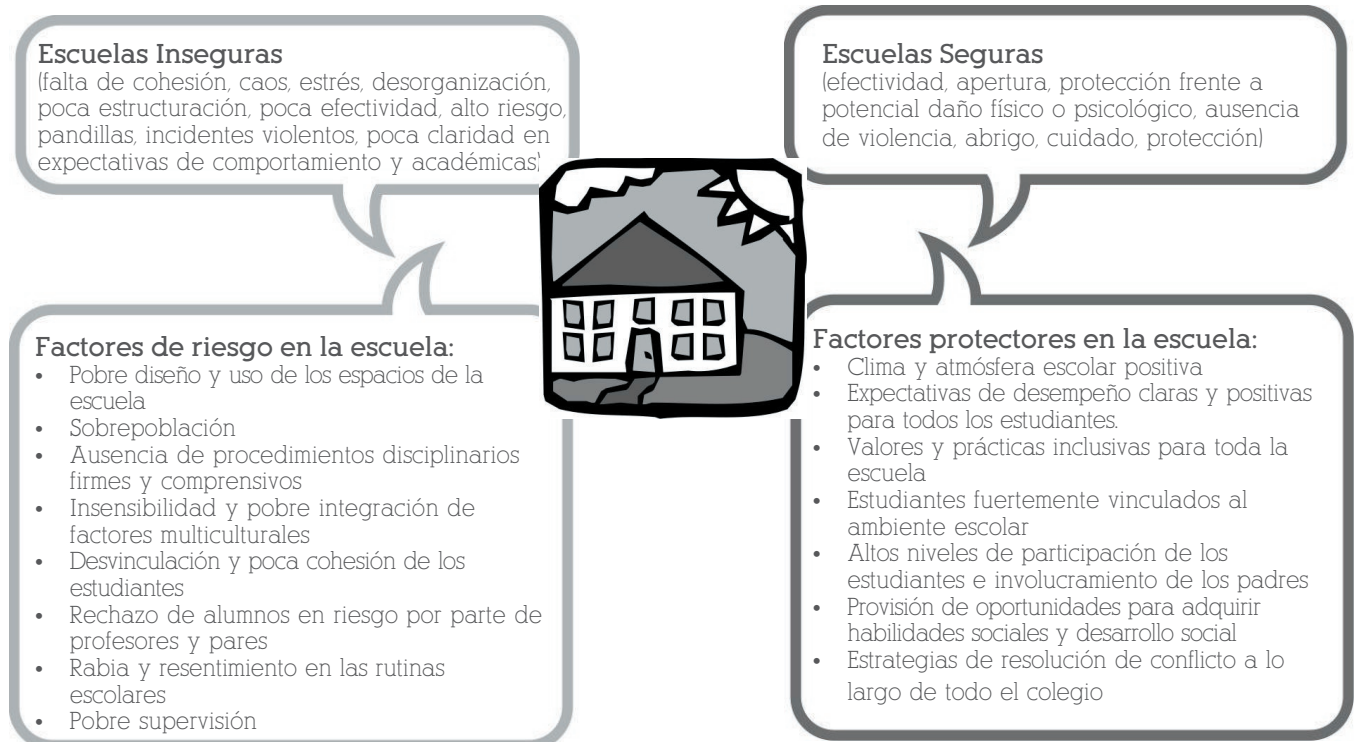 Escuelas Inseguras
(falta de cohesión, caos, estrés, desorganización,
poca estructuración, poca efectividad, alto riesgo,
pandillas, incidentes violentos, poca claridad en
expectativas de comportamiento y académicas)
Factores de riesgo en la escuela:
• Pobre diseño y uso de los espacios de la
escuela
• Sobrepoblación
• Ausencia de procedimientos disciplinarios
firmes y comprensivos
• Insensibilidad y pobre integración de
factores multiculturales
• Desvinculación y poca cohesión de los
estudiantes
• Rechazo de alumnos en riesgo por parte de
profesores y pares
• Rabia y resentimiento en las rutinas
escolares
• Pobre supervisión
Escuelas Seguras
(efectividad, apertura, protección frente a
potencial daño físico o psicológico, ausencia
de violencia, abrigo, cuidado, protección)
Factores protectores en la escuela:
• Clima y atmósfera escolar positiva
• Expectativas de desempeño claras y positivas
para todos los estudiantes.
• Valores y prácticas inclusivas para toda la
escuela
• Estudiantes fuertemente vinculados al
ambiente escolar
• Altos niveles de participación de los
estudiantes e involucramiento de los padres
• Provisión de oportunidades para adquirir
habilidades sociales y desarrollo social
• Estrategias de resolución de conflicto a lo
largo de todo el colegio